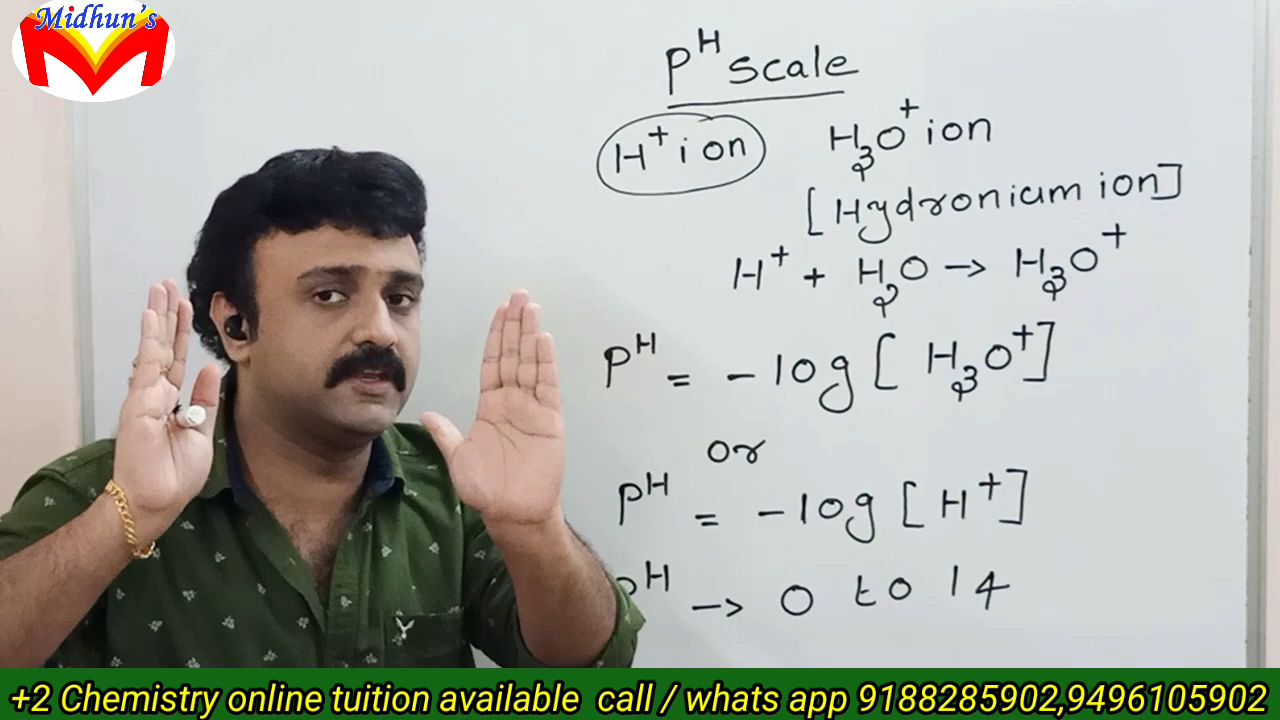 Midhun's
pH scale
H⁺ ion H₃O⁺ ion
[Hydronium ion]
H⁺ + H₂O → H₃O⁺
pH = -log[H₃O⁺]
or
pH = -log[H⁺]
pH → 0 to 14
+2 Chemistry online tuition available call / whats app 9188285902,9496105902